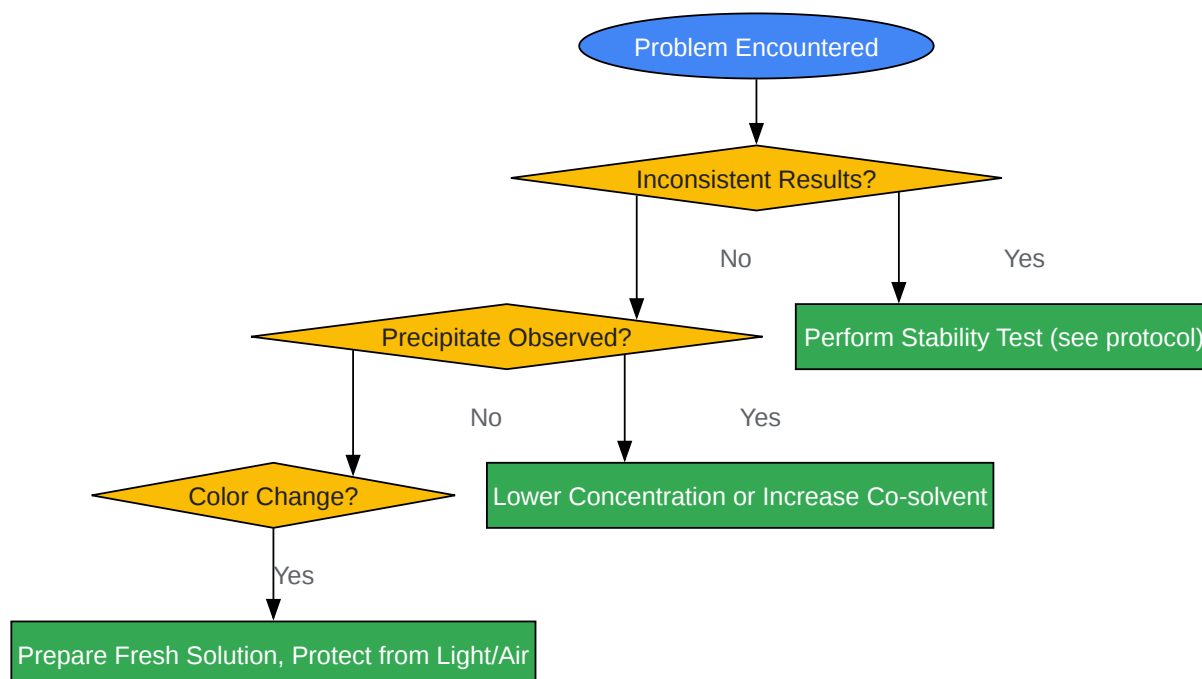 Problem Encountered
Inconsistent Results?
No
Yes
Precipitate Observed?
Perform Stability Test (see protocol)
No
Yes
Color Change?
Lower Concentration or Increase Co-solvent
Yes
Prepare Fresh Solution, Protect from Light/Air